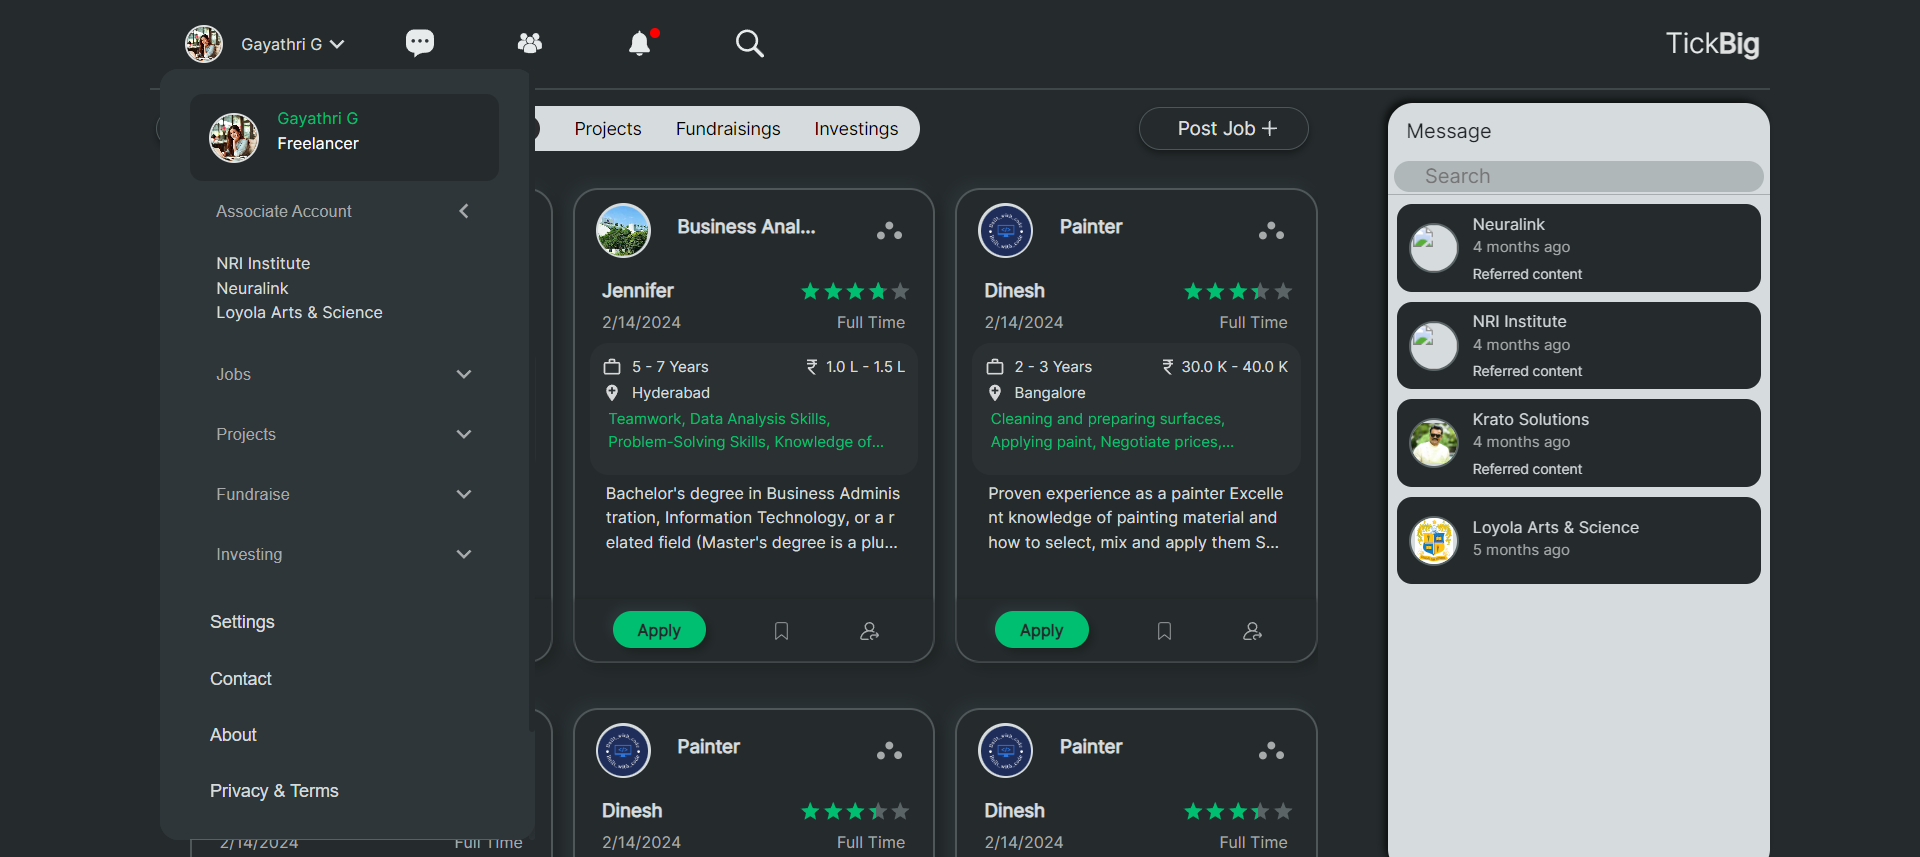 Gayathri G
TickBig
Gayathri G
Freelancer
Associate Account
NRI Institute
Neuralink
Loyola Arts & Science
Jobs
Projects
Fundraise
Investing
Settings
Contact
About
Privacy & Terms
Projects
Fundraisings
Investings
Post Job +
Business Anal...
Jennifer
2/14/2024
Full Time
5 - 7 Years
₹ 1.0 L - 1.5 L
Hyderabad
Teamwork, Data Analysis Skills,
Problem-Solving Skills, Knowledge of...
Bachelor's degree in Business Adminis
tration, Information Technology, or a r
elated field (Master's degree is a plu...
Apply
Painter
Dinesh
2/14/2024
Full Time
2 - 3 Years
₹ 30.0 K - 40.0 K
Bangalore
Cleaning and preparing surfaces,
Applying paint, Negotiate prices,...
Proven experience as a painter Excelle
nt knowledge of painting material and
how to select, mix and apply them S...
Apply
2/14/2024
Full Time
Painter
Dinesh
2/14/2024
Full Time
Painter
Dinesh
2/14/2024
Full Time
Message
Search
Neuralink
4 months ago
Referred content
NRI Institute
4 months ago
Referred content
Krato Solutions
4 months ago
Referred content
Loyola Arts & Science
5 months ago